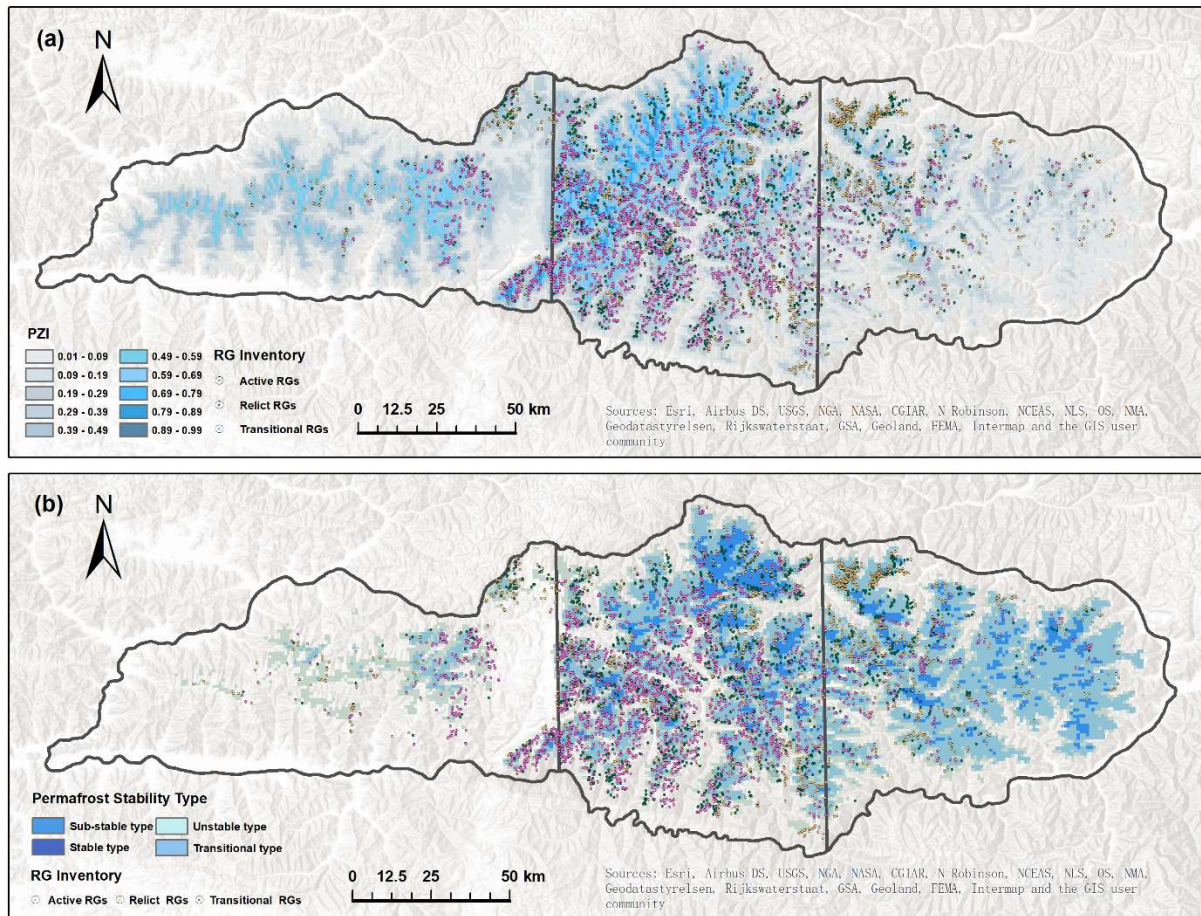 (a)
N
PZI
0.01 - 0.09
0.09 - 0.19
0.19 - 0.29
0.29 - 0.39
0.39 - 0.49
0.49 - 0.59
0.59 - 0.69
0.69 - 0.79
0.79 - 0.89
0.89 - 0.99
RG Inventory
Active RGs
Relict RGs
Transitional RGs
0 12.5 25 50 km
Sources: Esri, Airbus DS, USGS, NGA, NASA, CGIAR, N Robinson, NCEAS, NLS, OS, NMA,
Geodatastyrelsen, Rijkswaterstaat, GSA, Geoland, FEMA, Intermap and the GIS user
community
(b)
N
Permafrost Stability Type
Sub-stable type
Unstable type
Stable type
Transitional type
RG Inventory
Active RGs Relict RGs Transitional RGs
0 12.5 25 50 km
Sources: Esri, Airbus DS, USGS, NGA, NASA, CGIAR, N Robinson, NCEAS, NLS, OS, NMA,
Geodatastyrelsen, Rijkswaterstaat, GSA, Geoland, FEMA, Intermap and the GIS user
community